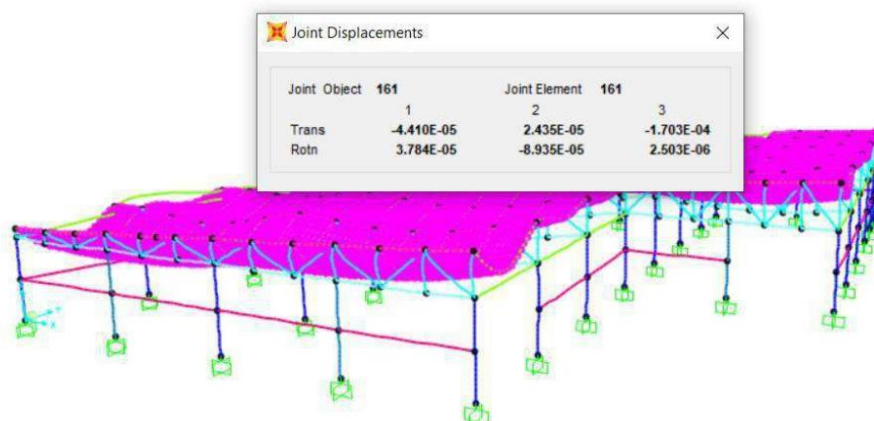 Joint Displacements
Joint Object 161 Joint Element 161
1 2 3
Trans -4.410E-05 2.435E-05 -1.703E-04
Rotn 3.784E-05 -8.935E-05 2.503E-06
X